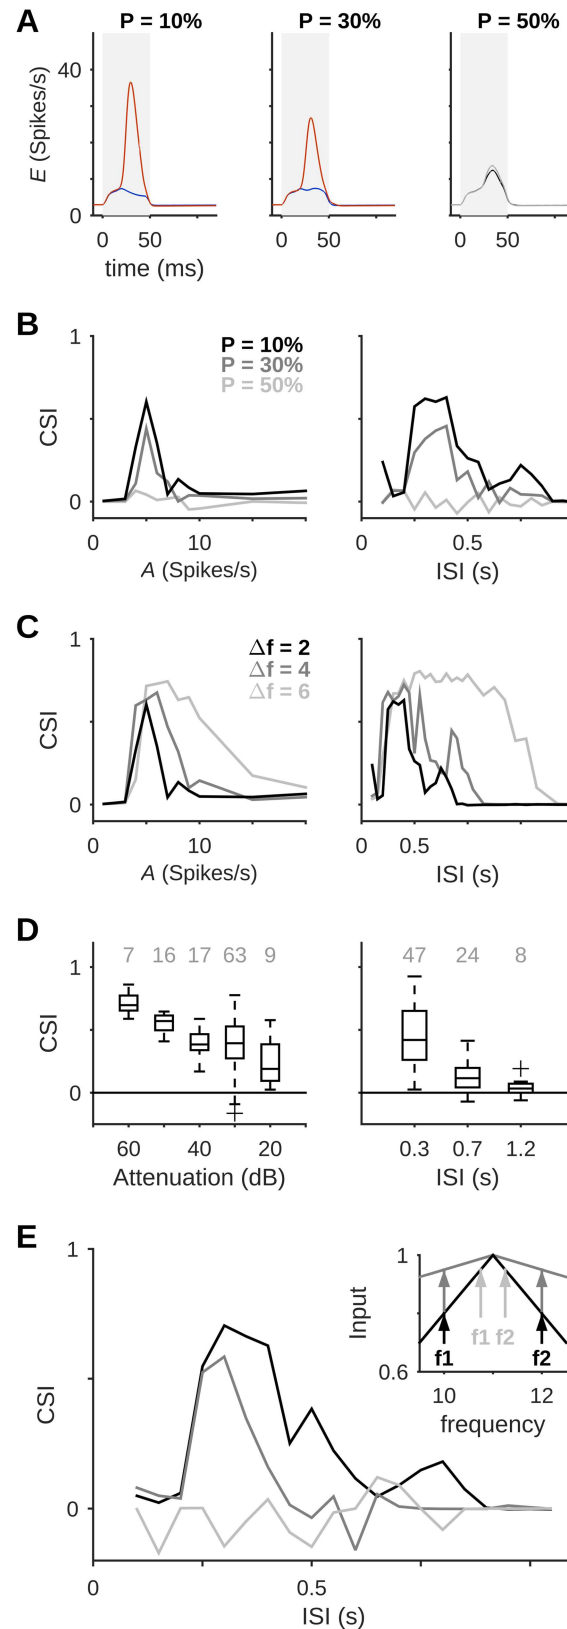 A
P = 10%
P = 30%
P = 50%
E (Spikes/s)
40
0
0 50
0 50
0 50
time (ms)
B
CSI
1
0
P = 10%
P = 30%
P = 50%
0 10
A (Spikes/s)
0 0.5
ISI (s)
C
CSI
1
0
Δf = 2
Δf = 4
Δf = 6
0 10
A (Spikes/s)
0 0.5
ISI (s)
D
CSI
1
0
7 16 17 63 9
60 40 20
Attenuation (dB)
47 24 8
0.3 0.7 1.2
ISI (s)
E
CSI
1
0
0 0.5
ISI (s)
Input
1
0.6
f1 f2
f1 f2
10 12
frequency